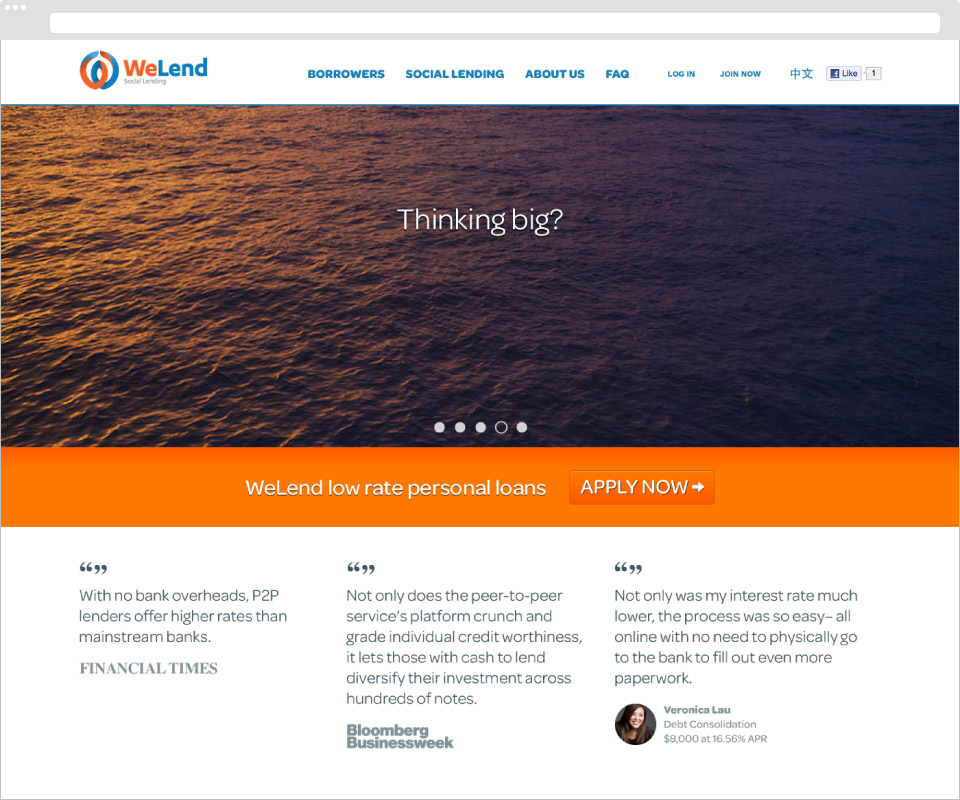 WeLend
Social Lending
BORROWERS SOCIAL LENDING ABOUT US FAQ LOG IN JOIN NOW 中文 Like 1
Thinking big?
WeLend low rate personal loans APPLY NOW
“”
With no bank overheads, P2P
lenders offer higher rates than
mainstream banks.
FINANCIAL TIMES
“”
Not only does the peer-to-peer
service’s platform crunch and
grade individual credit worthiness,
it lets those with cash to lend
diversify their investment across
hundreds of notes.
Bloomberg
Businessweek
“”
Not only was my interest rate much
lower, the process was so easy– all
online with no need to physically go
to the bank to fill out even more
paperwork.
Veronica Lau
Debt Consolidation
$8,000 at 16.56% APR